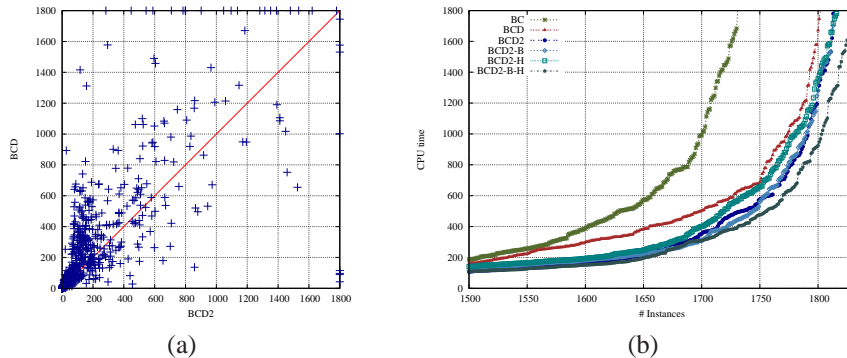 1800
1600
1400
1200
1000
800
600
400
200
0
BCD
0 200 400 600 800 1000 1200 1400 1600 1800
BCD2
(a)
BC
BCD
BCD2
BCD2-B
BCD2-H
BCD2-B-H
1800
1600
1400
1200
1000
800
600
400
200
0
CPU time
1500 1550 1600 1650 1700 1750 1800
# Instances
(b)